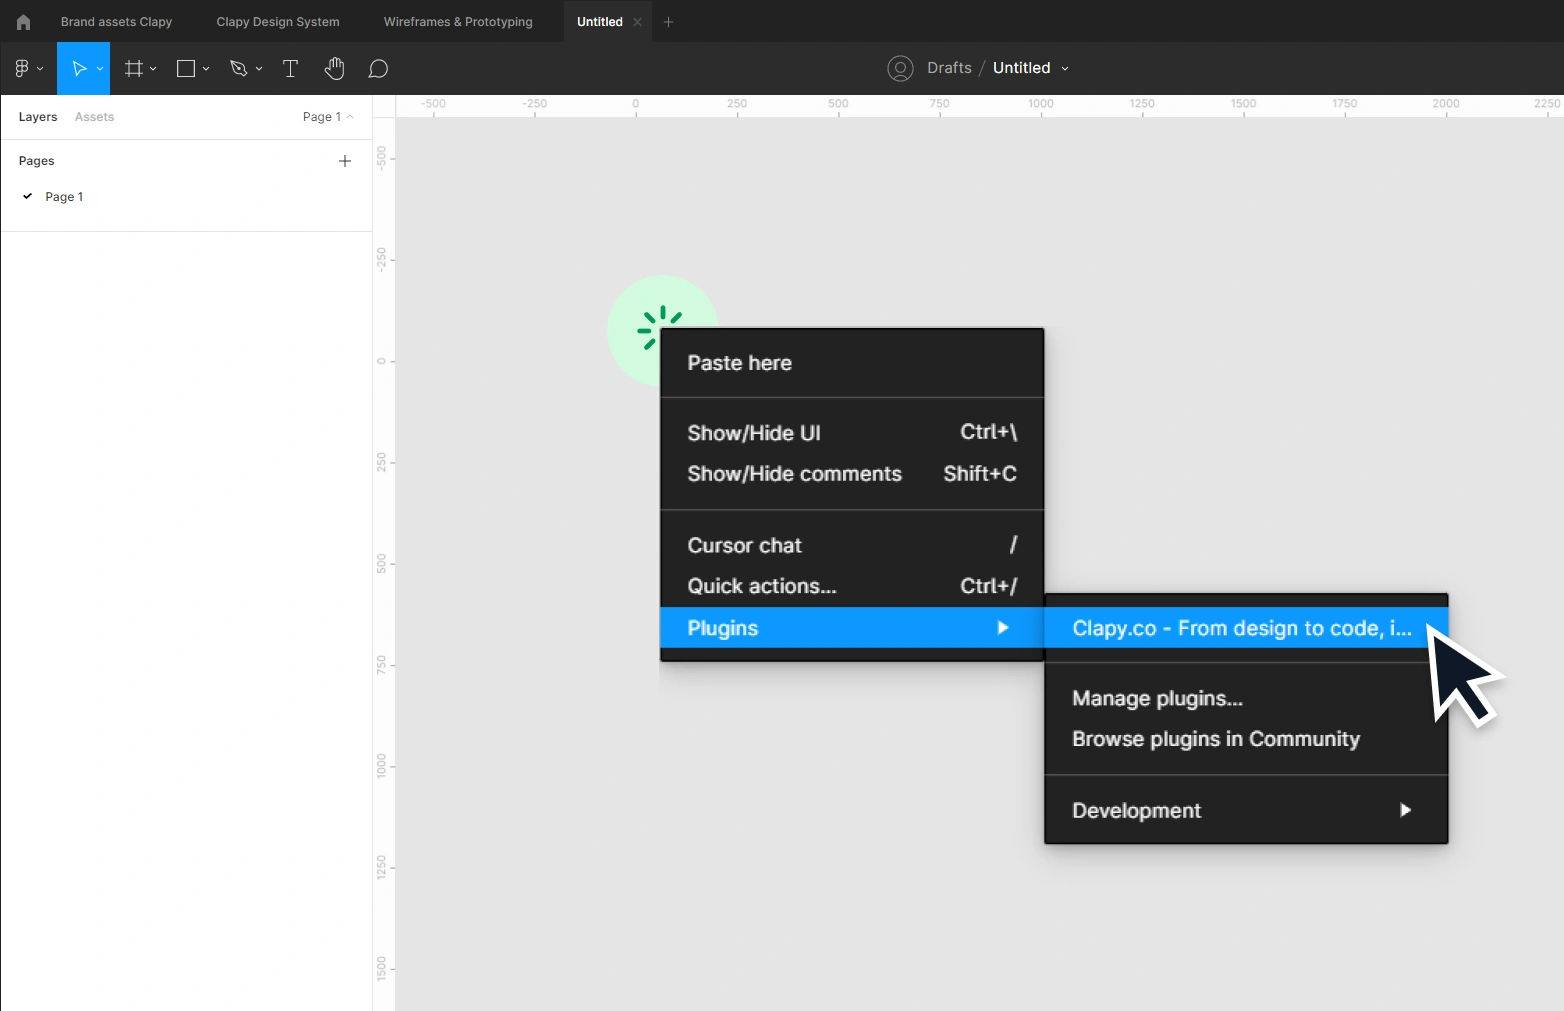 Brand assets Clapy
Clapy Design System
Wireframes & Prototyping
Untitled
Drafts / Untitled
Layers Assets Page 1
Pages
Page 1
-500 -250 0 250 500 750 1000 1250 1500 1750 2000 2250
-500
-250
0
250
500
750
1000
1250
1500
Paste here
Show/Hide UI Ctrl+\
Show/Hide comments Shift+C
Cursor chat /
Quick actions... Ctrl+/
Plugins
Clapy.co - From design to code, i...
Manage plugins...
Browse plugins in Community
Development